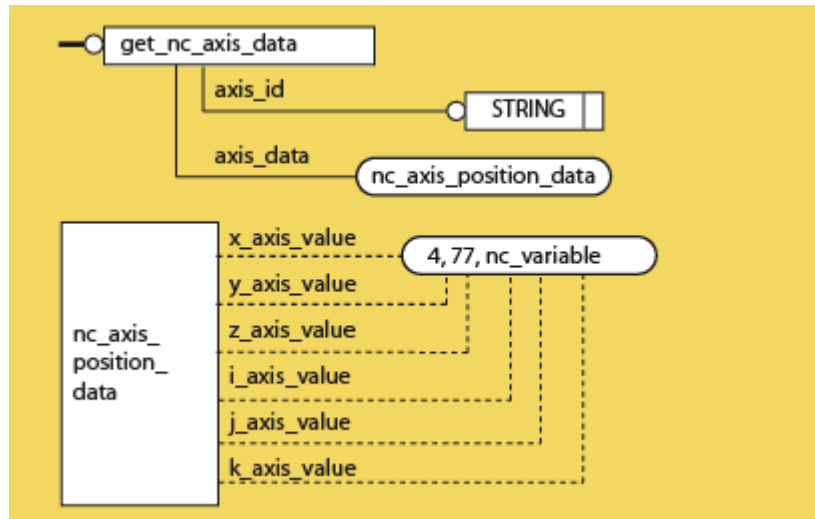 get_nc_axis_data
axis_id
STRING
axis_data
nc_axis_position_data
x_axis_value
4, 77, nc_variable
y_axis_value
z_axis_value
nc_axis_
position_
data
i_axis_value
j_axis_value
k_axis_value